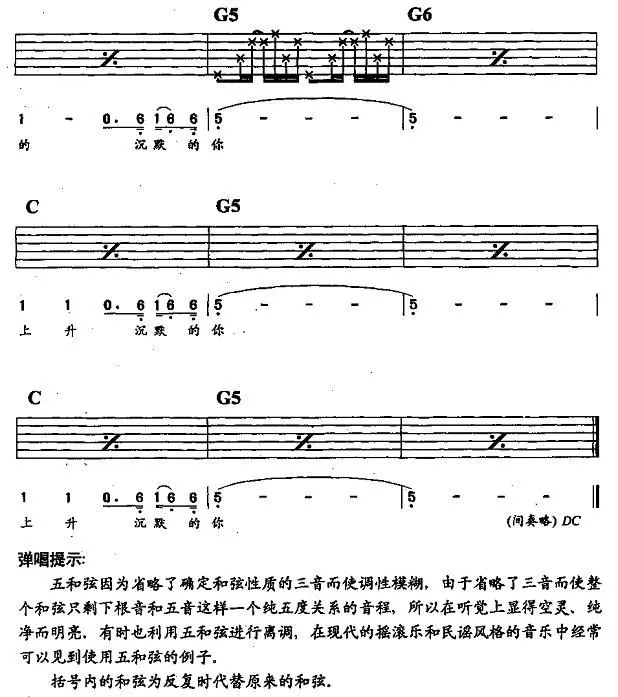 G5 G6
1 - 0. 6 1 6 6 | 5 - - - | 5 - - - |
的 沉 默 的 你
C G5
1 1 0. 6 1 6 6 | 5 - - - | 5 - - - |
上 升 沉 默 的 你
C G5
1 1 0. 6 1 6 6 | 5 - - - | 5 - - - ‖
上 升 沉 默 的 你 (间奏略) DC
弹唱提示:
五和弦因为省略了确定和弦性质的三音而使调性模糊，由于省略了三音而使整
个和弦只剩下根音和五音这样一个纯五度关系的音程，所以在听觉上显得空灵、纯
净而明亮，有时也利用五和弦进行离调，在现代的摇滚乐和民谣风格的音乐中经常
可以见到使用五和弦的例子．
括号内的和弦为反复时代替原来的和弦．